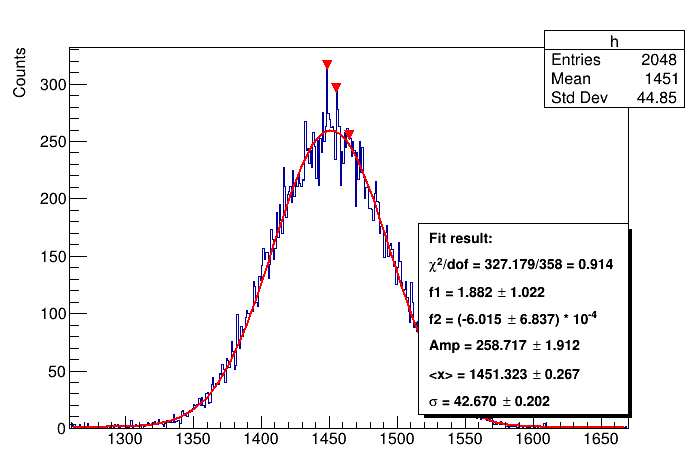 h
Entries 2048
Mean 1451
Std Dev 44.85
Counts
300
250
200
150
100
50
0
Fit result:
χ²/dof = 327.179/358 = 0.914
f1 = 1.882 ± 1.022
f2 = (-6.015 ± 6.837) * 10⁻⁴
Amp = 258.717 ± 1.912
<x> = 1451.323 ± 0.267
σ = 42.670 ± 0.202
1300 1350 1400 1450 1500 1550 1600 1650